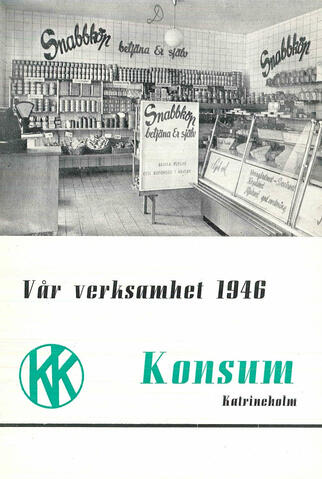 Snabbköp
betjäna Er själv
Snabbköp
Snabbköp
betjäna Er själv
Vår verksamhet 1946
KK
Konsum
Katrineholm